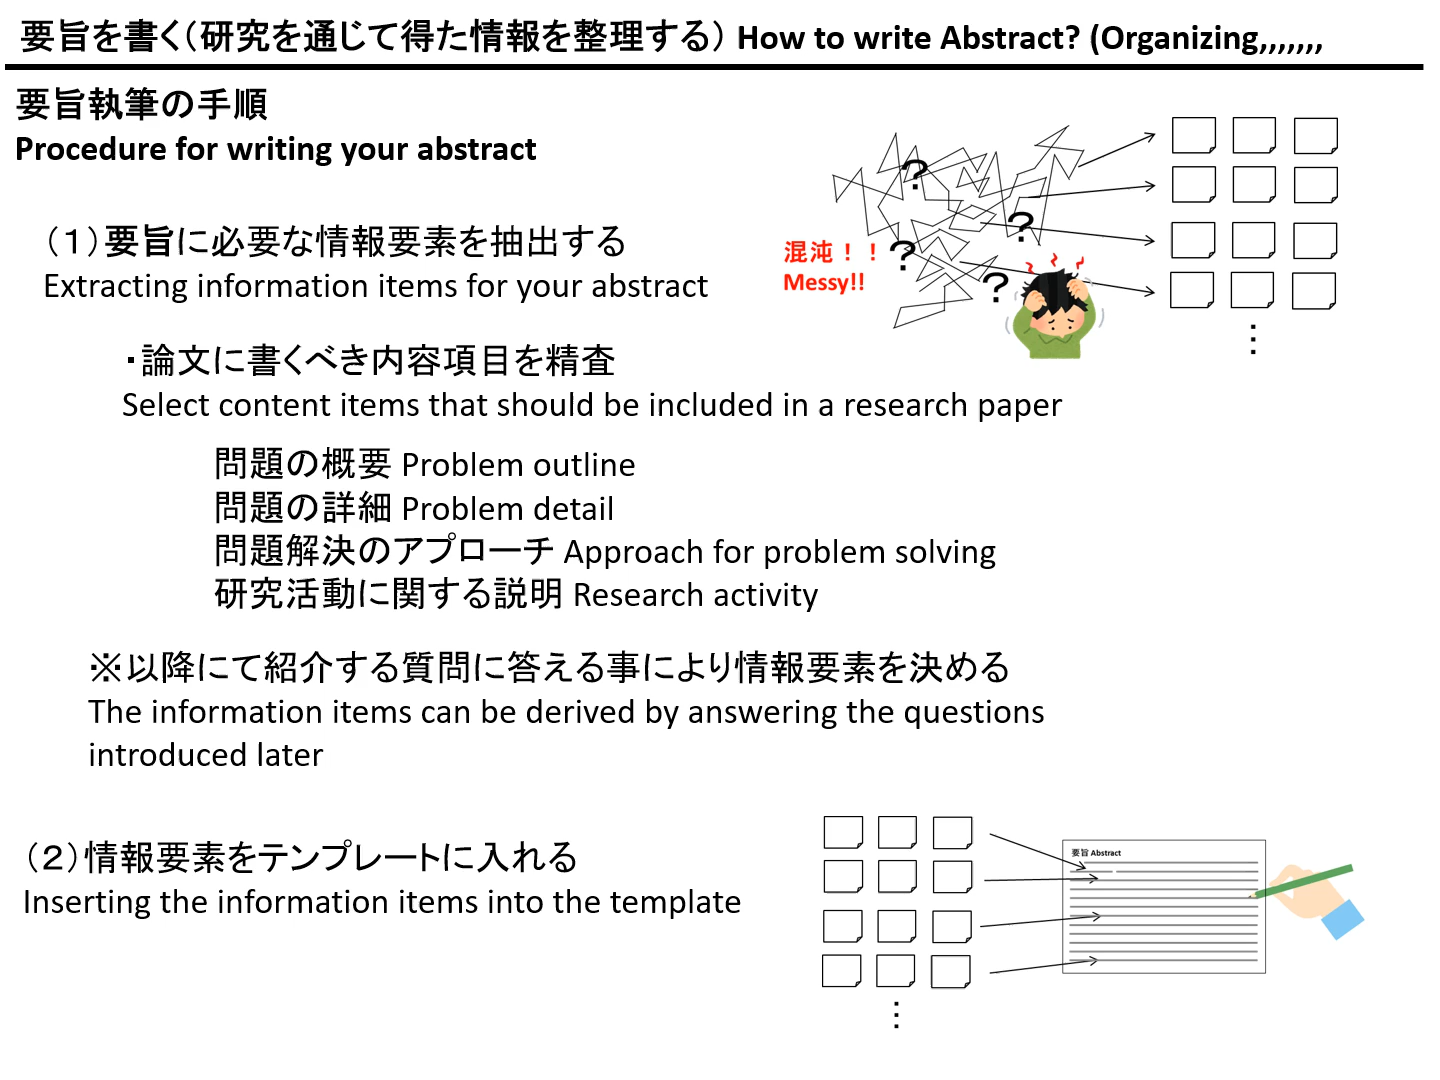 要旨を書く（研究を通じて得た情報を整理する） How to write Abstract? (Organizing,,,,,,,
要旨執筆の手順
Procedure for writing your abstract
（１）要旨に必要な情報要素を抽出する
Extracting information items for your abstract
混沌！！
Messy!!
?
?
?
?
・論文に書くべき内容項目を精査
Select content items that should be included in a research paper
問題の概要 Problem outline
問題の詳細 Problem detail
問題解決のアプローチ Approach for problem solving
研究活動に関する説明 Research activity
※以降にて紹介する質問に答える事により情報要素を決める
The information items can be derived by answering the questions
introduced later
（２）情報要素をテンプレートに入れる
Inserting the information items into the template
要旨 Abstract